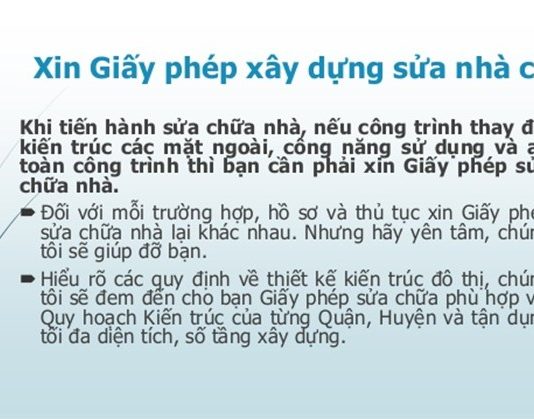 Xin Giấy phép xây dựng sửa nhà c
Khi tiến hành sửa chữa nhà, nếu công trình thay đ
kiến trúc các mặt ngoài, công năng sử dụng và a
toàn công trình thì bạn cần phải xin Giấy phép sử
chữa nhà.
Đối với mỗi trường hợp, hồ sơ và thủ tục xin Giấy phé
sửa chữa nhà lại khác nhau. Nhưng hãy yên tâm, chún
tôi sẽ giúp đỡ bạn.
Hiểu rõ các quy định về thiết kế kiến trúc đô thị, chún
tôi sẽ đem đến cho bạn Giấy phép sửa chữa phù hợp v
Quy hoạch Kiến trúc của từng Quận, Huyện và tận dụn
tối đa diện tích, số tầng xây dựng.